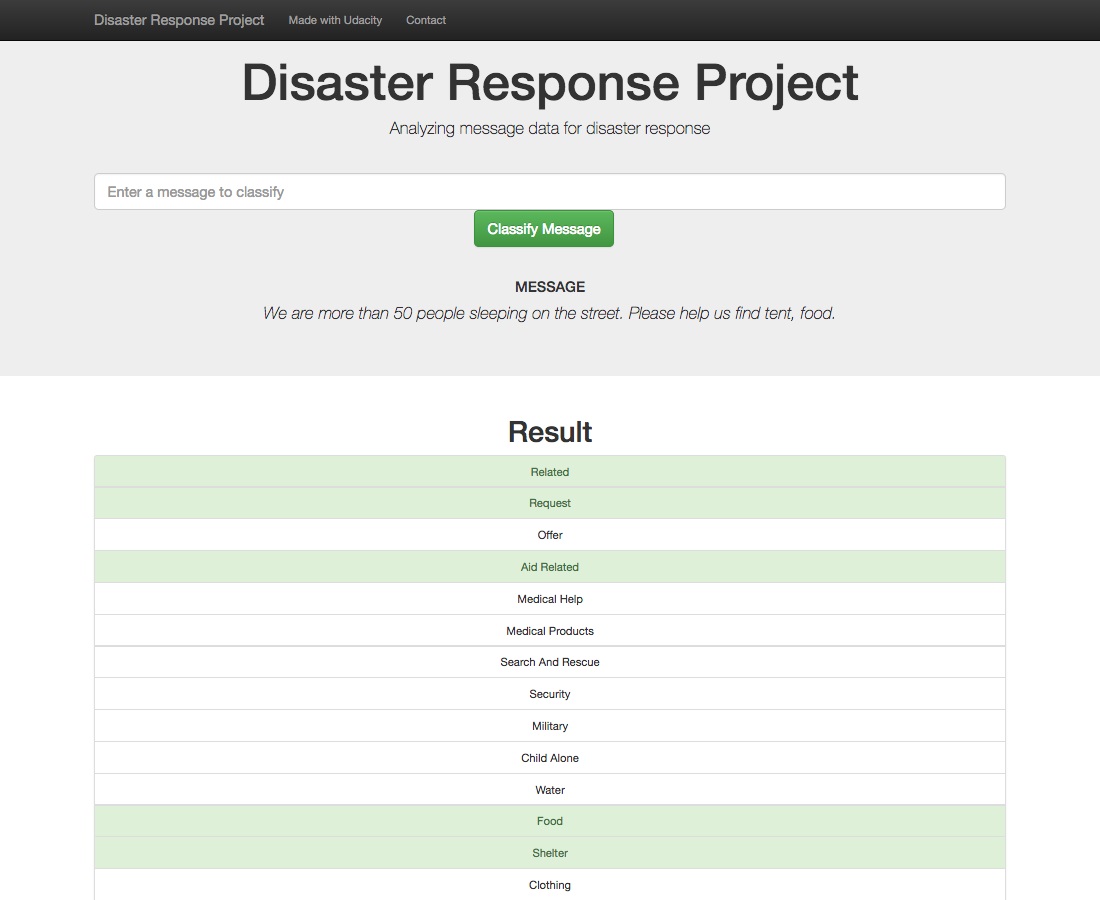 Disaster Response Project Made with Udacity Contact
Disaster Response Project
Analyzing message data for disaster response
Enter a message to classify
Classify Message
MESSAGE
We are more than 50 people sleeping on the street. Please help us find tent, food.
Result
Related
Request
Offer
Aid Related
Medical Help
Medical Products
Search And Rescue
Security
Military
Child Alone
Water
Food
Shelter
Clothing